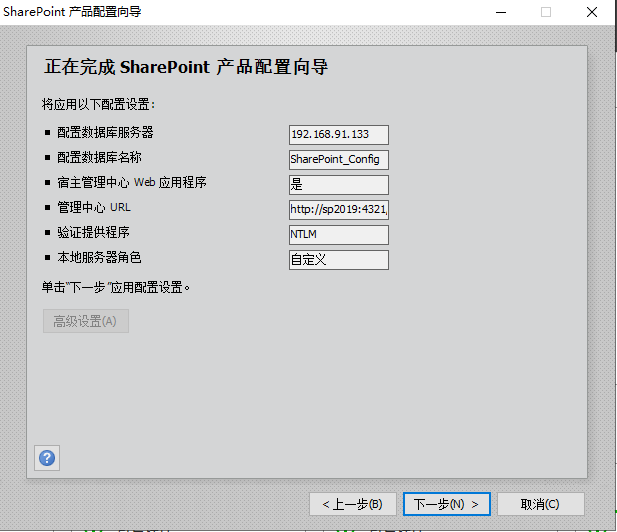 SharePoint 产品配置向导
正在完成 SharePoint 产品配置向导
将应用以下配置设置:
配置数据库服务器 192.168.91.133
配置数据库名称 SharePoint_Config
宿主管理中心 Web 应用程序 是
管理中心 URL http://sp2019:4321,
验证提供程序 NTLM
本地服务器角色 自定义
单击“下一步”应用配置设置。
高级设置(A)
?
< 上一步(B) 下一步(N) > 取消(C)